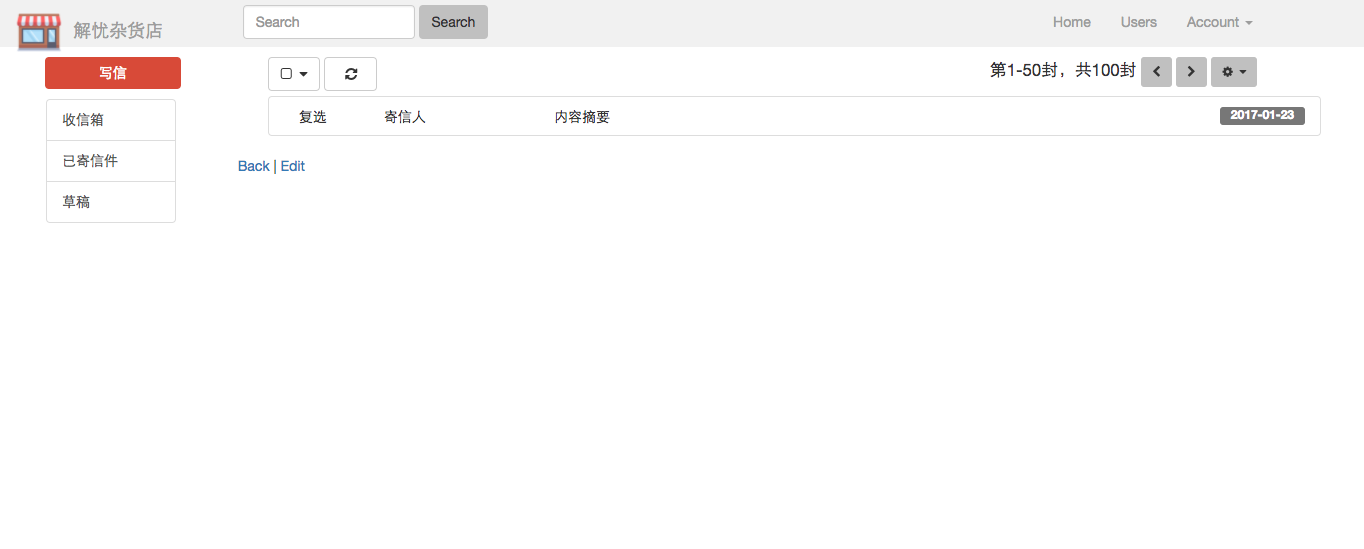 解忧杂货店 Search Search Home Users Account
写信 第1-50封，共100封
复选 寄信人 内容摘要 2017-01-23
收信箱
已寄信件
草稿
Back | Edit